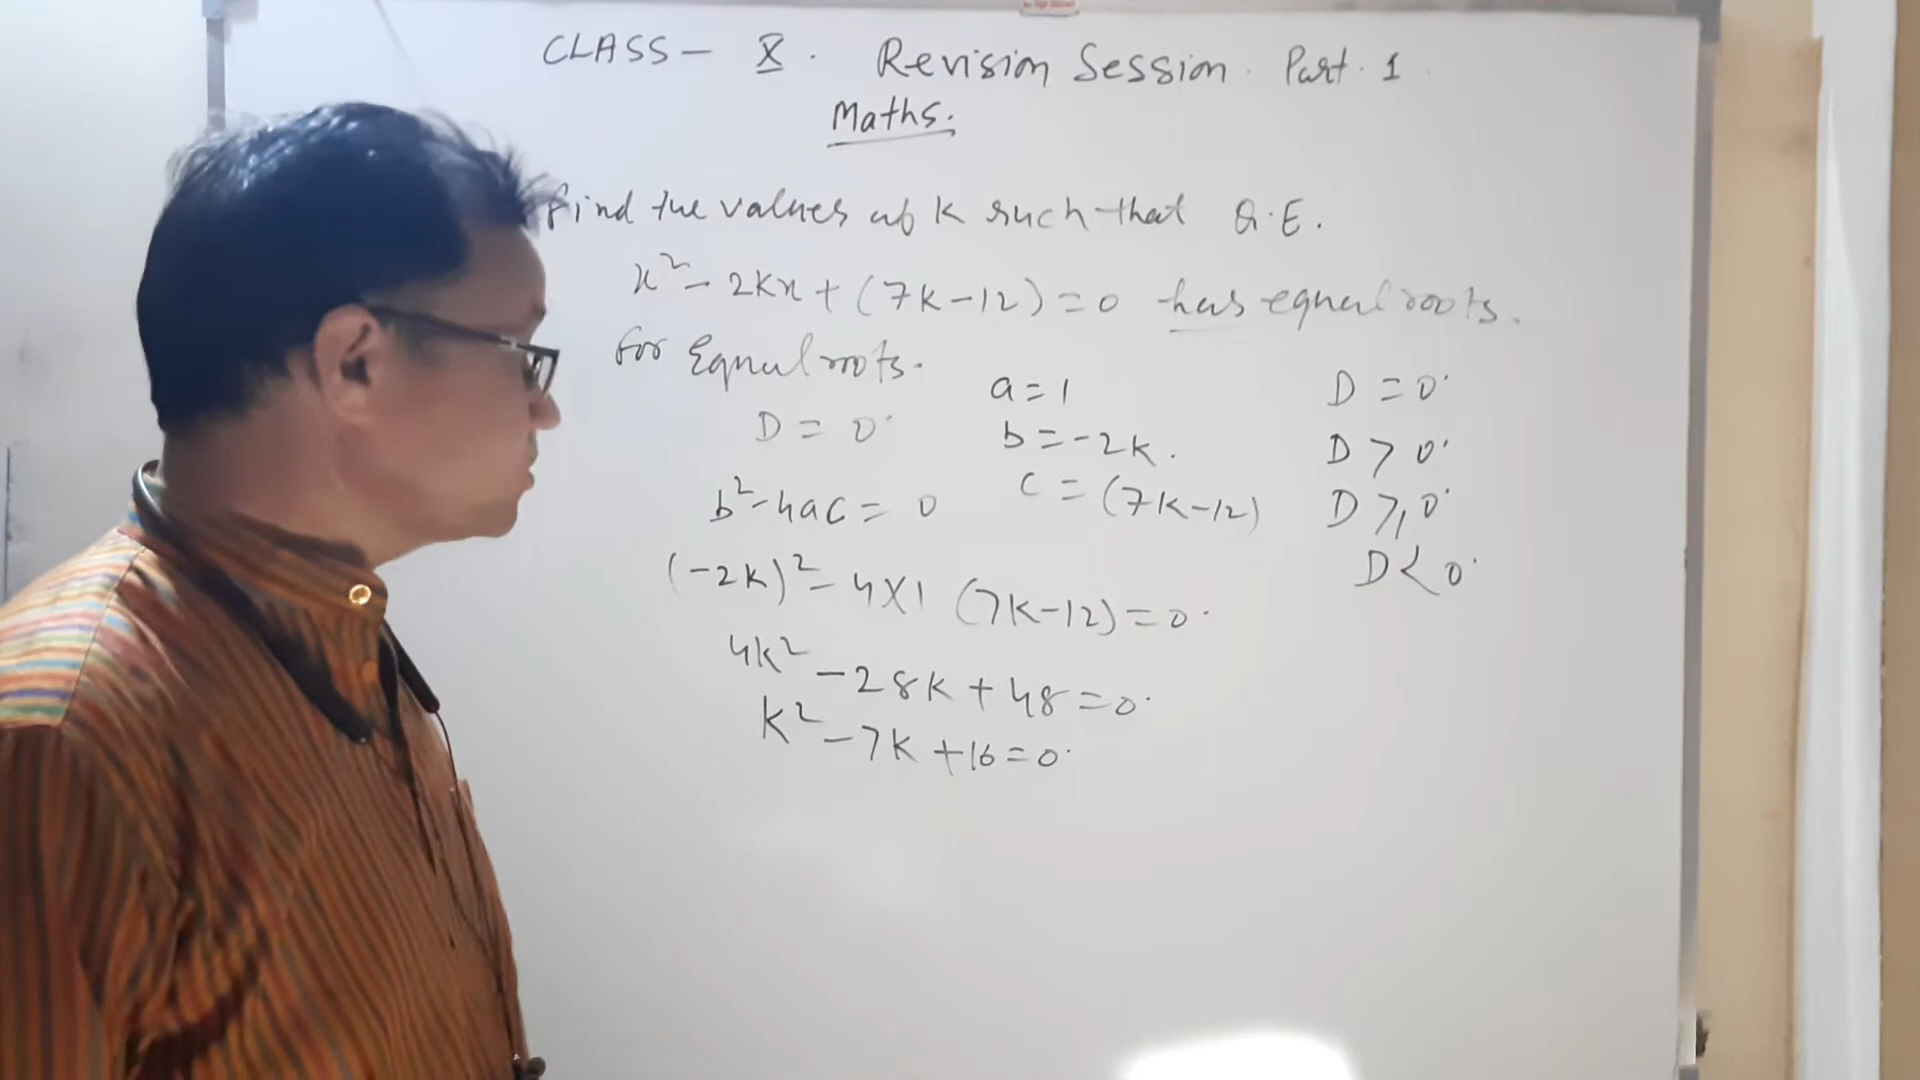 CLASS - X. Revision Session. Part. 1.
Maths.
Find the values of K such that Q.E.
x² - 2Kx + (7K-12) = 0 has equal roots.
For Equal roots.
D = 0
b² - 4ac = 0
a = 1
b = -2K.
c = (7K-12)
D = 0
D > 0
D ≥ 0
D < 0
(-2K)² - 4×1 (7K-12) = 0.
4K² - 28K + 48 = 0.
K² - 7K + 16 = 0.